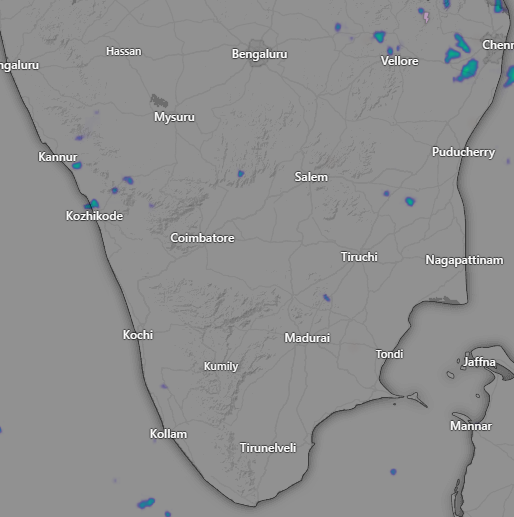 Hassan
Bengaluru
Chenn
ngaluru
Vellore
Mysuru
Kannur
Puducherry
Salem
Kozhikode
Coimbatore
Tiruchi
Nagapattinam
Kochi
Madurai
Tondi
Jaffna
Kumily
Mannar
Kollam
Tirunelveli